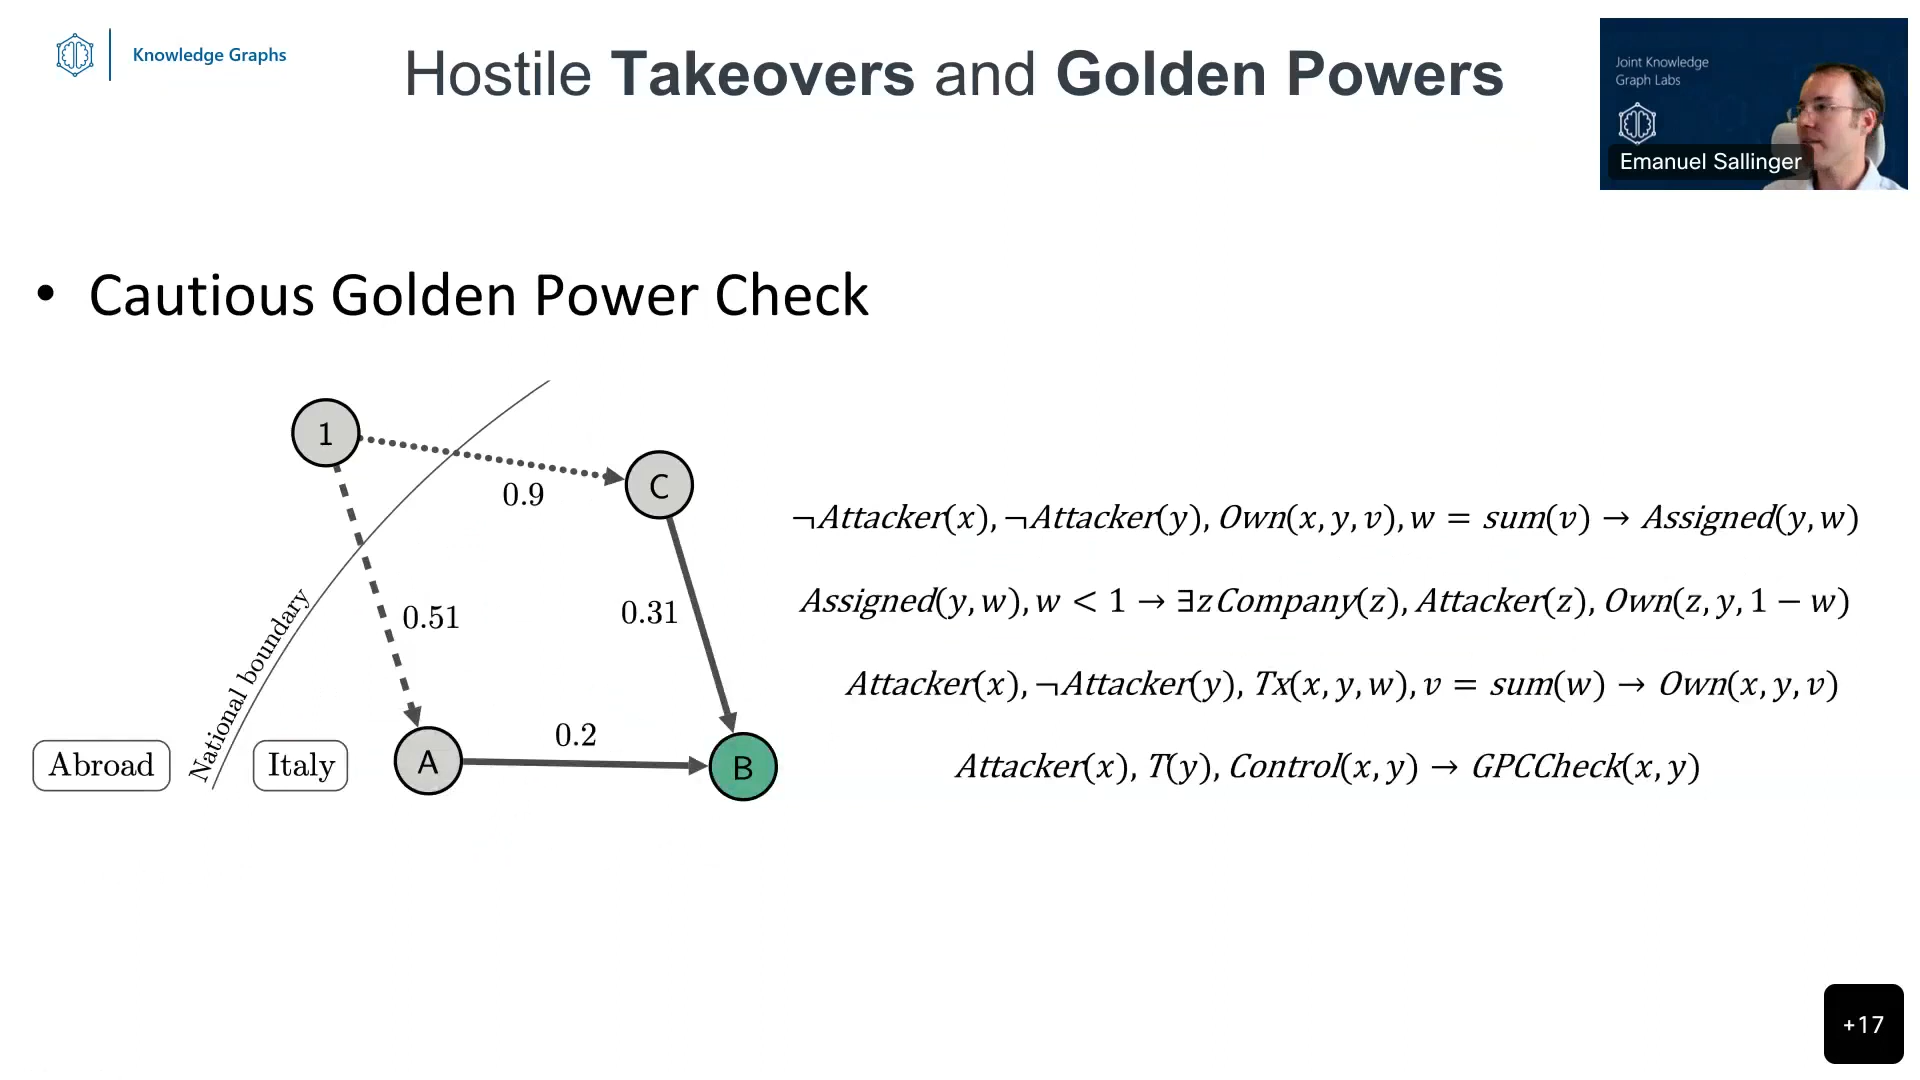 Knowledge Graphs
Hostile Takeovers and Golden Powers
Joint Knowledge
Graph Labs
Emanuel Sallinger
• Cautious Golden Power Check
1
C
0.9
0.51
0.31
National boundary
0.2
Abroad
Italy
A
B
¬Attacker(x), ¬Attacker(y), Own(x, y, v), w = sum(v) → Assigned(y, w)
Assigned(y, w), w < 1 → ∃z Company(z), Attacker(z), Own(z, y, 1 − w)
Attacker(x), ¬Attacker(y), Tx(x, y, w), v = sum(w) → Own(x, y, v)
Attacker(x), T(y), Control(x, y) → GPCCheck(x, y)
+17